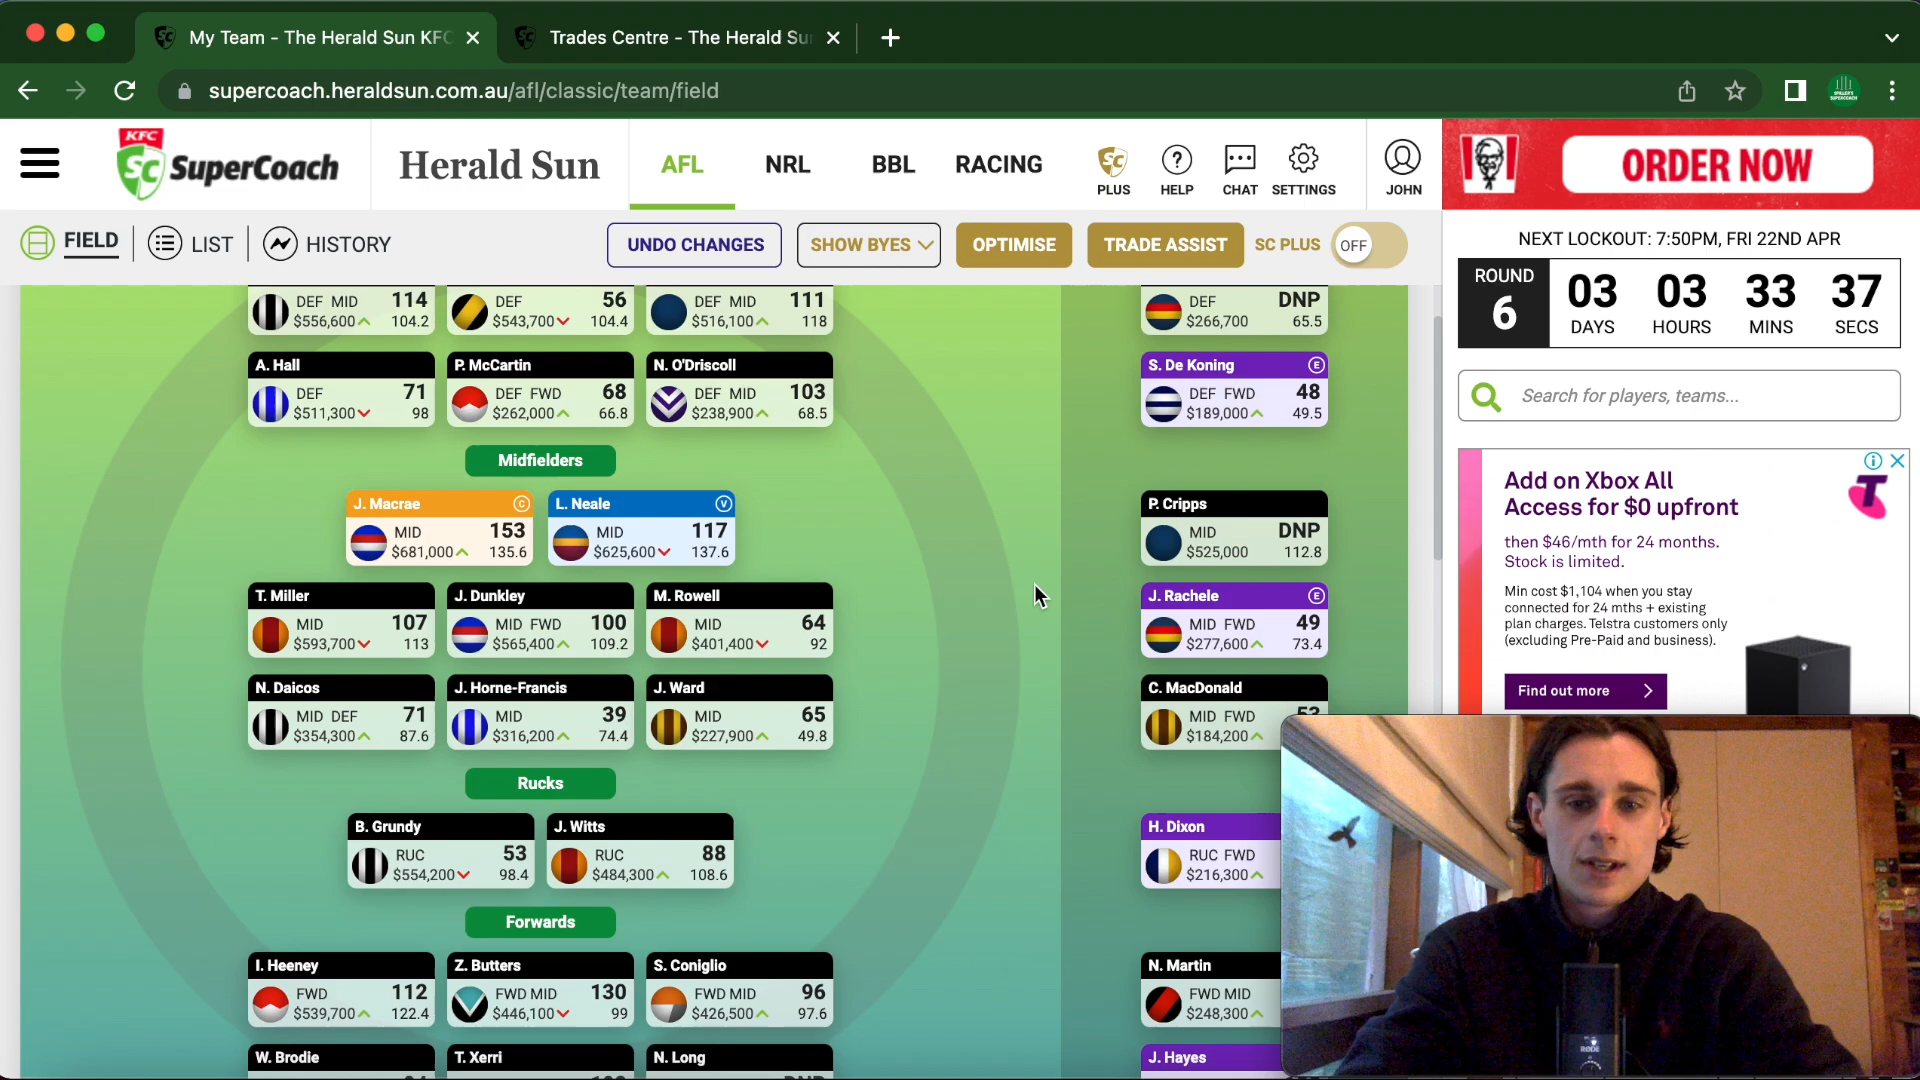 My Team - The Herald Sun KFC
Trades Centre - The Herald Su
supercoach.heraldsun.com.au/afl/classic/team/field
KFC
SC SuperCoach
Herald Sun
AFL
NRL
BBL
RACING
SC
PLUS
HELP
CHAT
SETTINGS
JOHN
ORDER NOW
FIELD
LIST
HISTORY
UNDO CHANGES
SHOW BYES
OPTIMISE
TRADE ASSIST
SC PLUS
OFF
NEXT LOCKOUT: 7:50PM, FRI 22ND APR
ROUND
6
03 03 33 37
DAYS HOURS MINS SECS
Search for players, teams...
DEF MID 114
$556,600 104.2
DEF 56
$543,700 104.4
DEF MID 111
$516,100 118
DEF DNP
$266,700 65.5
A. Hall
DEF 71
$511,300 98
P. McCartin
DEF FWD 68
$262,000 66.8
N. O'Driscoll
DEF MID 103
$238,900 68.5
S. De Koning E
DEF FWD 48
$189,000 49.5
Midfielders
J. Macrae C
MID 153
$681,000 135.6
L. Neale V
MID 117
$625,600 137.6
P. Cripps
MID DNP
$525,000 112.8
T. Miller
MID 107
$593,700 113
J. Dunkley
MID FWD 100
$565,400 109.2
M. Rowell
MID 64
$401,400 92
J. Rachele E
MID FWD 49
$277,600 73.4
N. Daicos
MID DEF 71
$354,300 87.6
J. Horne-Francis
MID 39
$316,200 74.4
J. Ward
MID 65
$227,900 49.8
C. MacDonald
MID FWD 53
$184,200
Rucks
B. Grundy
RUC 53
$554,200 98.4
J. Witts
RUC 88
$484,300 108.6
H. Dixon
RUC FWD
$216,300
Forwards
I. Heeney
FWD 112
$539,700 122.4
Z. Butters
FWD MID 130
$446,100 99
S. Coniglio
FWD MID 96
$426,500 97.6
N. Martin
FWD MID
$248,300
W. Brodie
T. Xerri
N. Long
J. Hayes
Add on Xbox All
Access for $0 upfront
then $46/mth for 24 months.
Stock is limited.
Min cost $1,104 when you stay
connected for 24 mths + existing
plan charges. Telstra customers only
(excluding Pre-Paid and business).
Find out more
T
RØDE